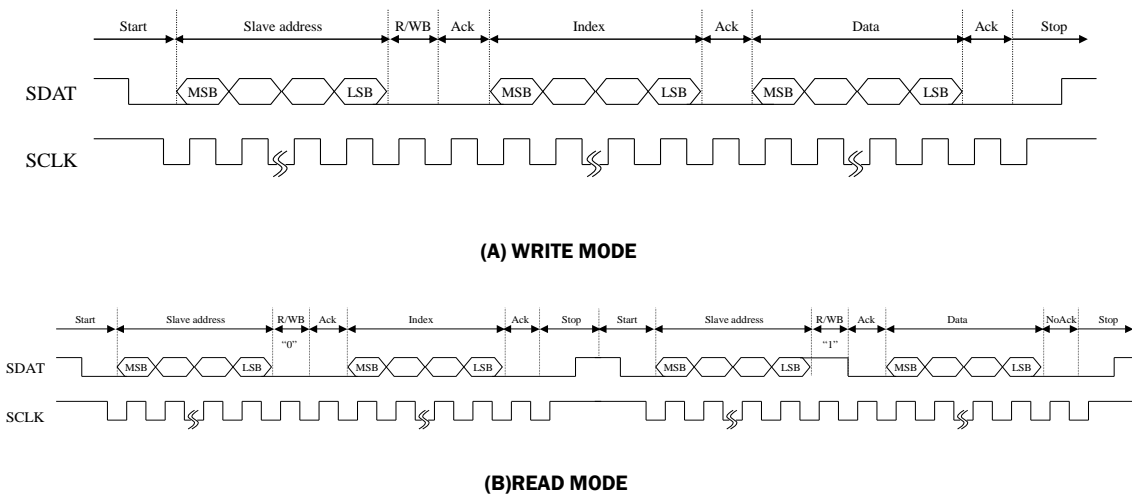 Start Slave address R/WB Ack Index Ack Data Ack Stop
SDAT MSB LSB MSB LSB MSB LSB
SCLK
(A) WRITE MODE
Start Slave address R/WB Ack Index Ack Stop Start Slave address R/WB Ack Data NoAck Stop
“0” “1”
SDAT MSB LSB MSB LSB MSB LSB MSB LSB
SCLK
(B)READ MODE